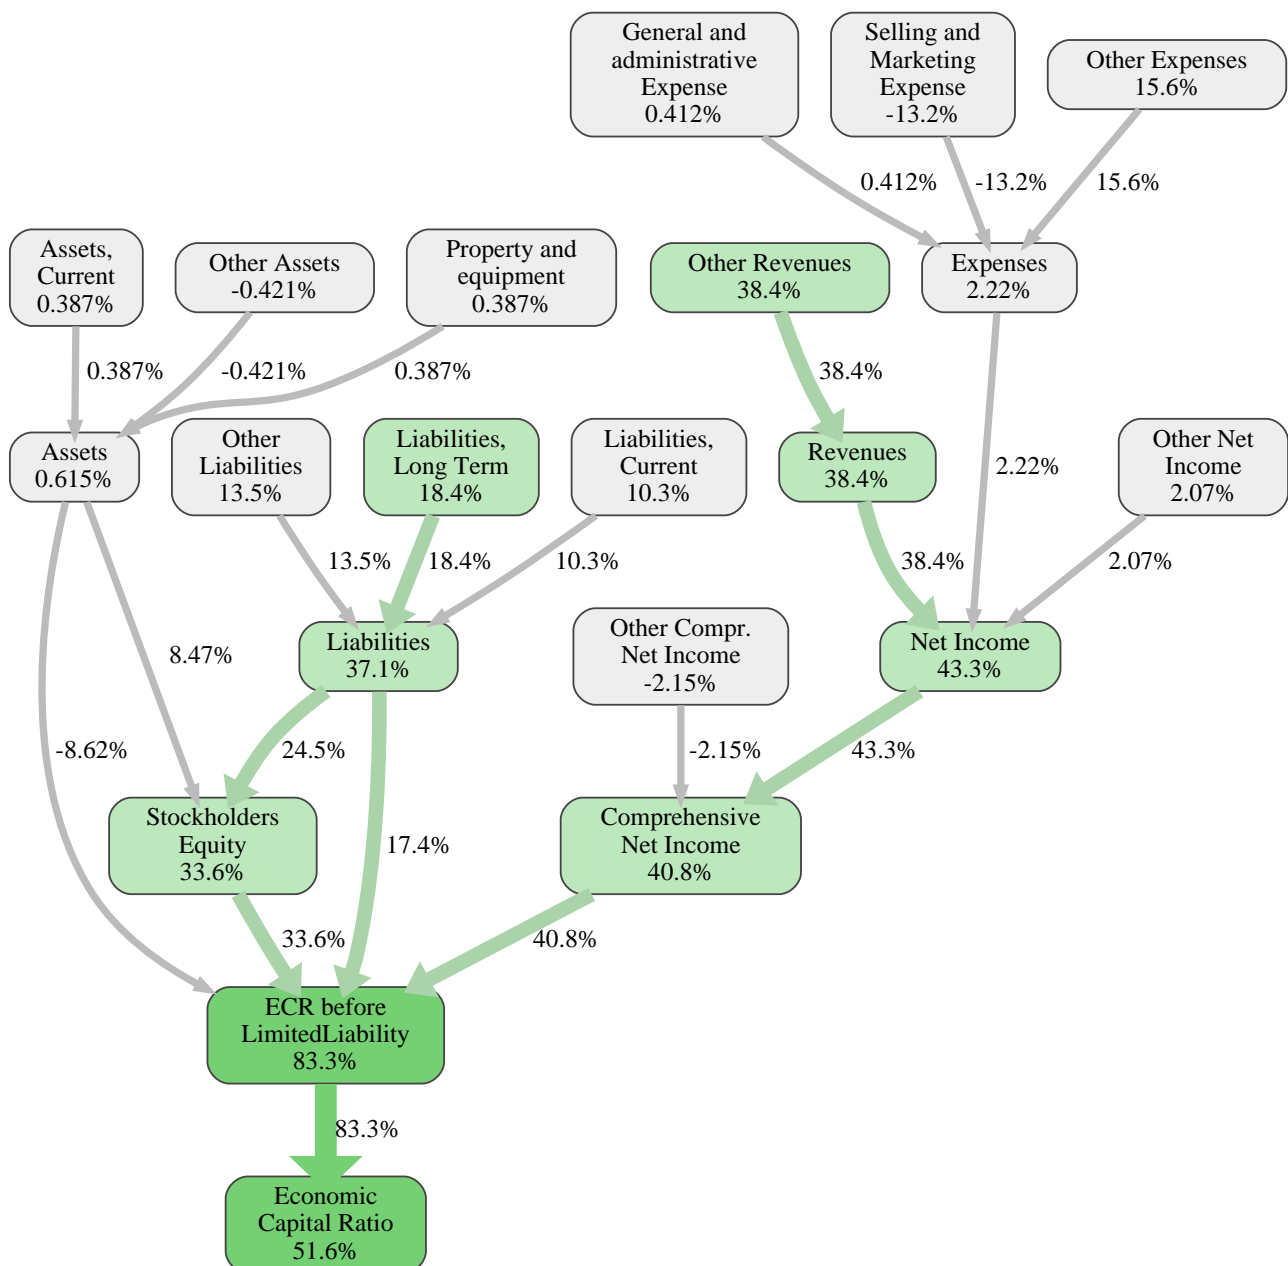 General and
administrative
Expense
0.412%
Selling and
Marketing
Expense
-13.2%
Other Expenses
15.6%
0.412%
-13.2%
15.6%
Assets,
Current
0.387%
Other Assets
-0.421%
Property and
equipment
0.387%
Other Revenues
38.4%
Expenses
2.22%
0.387%
-0.421%
0.387%
38.4%
Assets
0.615%
Other
Liabilities
13.5%
Liabilities,
Long Term
18.4%
Liabilities,
Current
10.3%
Revenues
38.4%
2.22%
Other Net
Income
2.07%
13.5%
18.4%
10.3%
38.4%
2.07%
8.47%
Liabilities
37.1%
Other Compr.
Net Income
-2.15%
Net Income
43.3%
-8.62%
24.5%
-2.15%
43.3%
Stockholders
Equity
33.6%
17.4%
Comprehensive
Net Income
40.8%
33.6%
40.8%
ECR before
LimitedLiability
83.3%
83.3%
Economic
Capital Ratio
51.6%